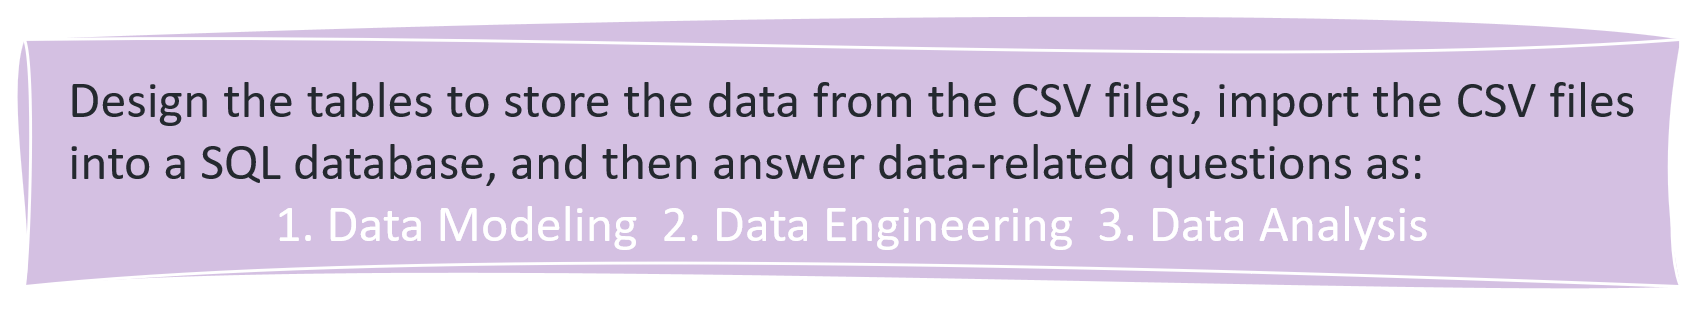 Design the tables to store the data from the CSV files, import the CSV files
into a SQL database, and then answer data-related questions as:
1. Data Modeling 2. Data Engineering 3. Data Analysis